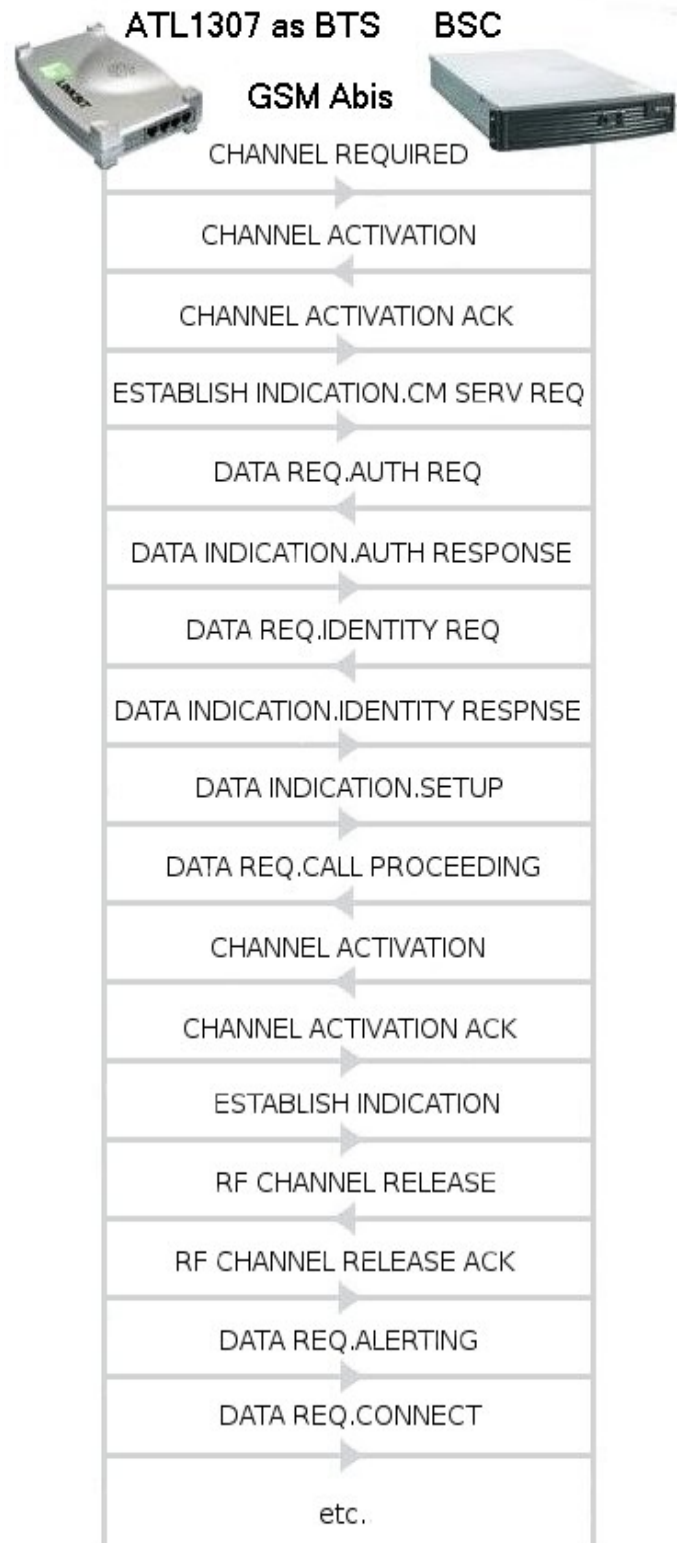 ATL1307 as BTS BSC
GSM Abis
CHANNEL REQUIRED
CHANNEL ACTIVATION
CHANNEL ACTIVATION ACK
ESTABLISH INDICATION.CM SERV REQ
DATA REQ.AUTH REQ
DATA INDICATION.AUTH RESPONSE
DATA REQ.IDENTITY REQ
DATA INDICATION.IDENTITY RESPNSE
DATA INDICATION.SETUP
DATA REQ.CALL PROCEEDING
CHANNEL ACTIVATION
CHANNEL ACTIVATION ACK
ESTABLISH INDICATION
RF CHANNEL RELEASE
RF CHANNEL RELEASE ACK
DATA REQ.ALERTING
DATA REQ.CONNECT
etc.